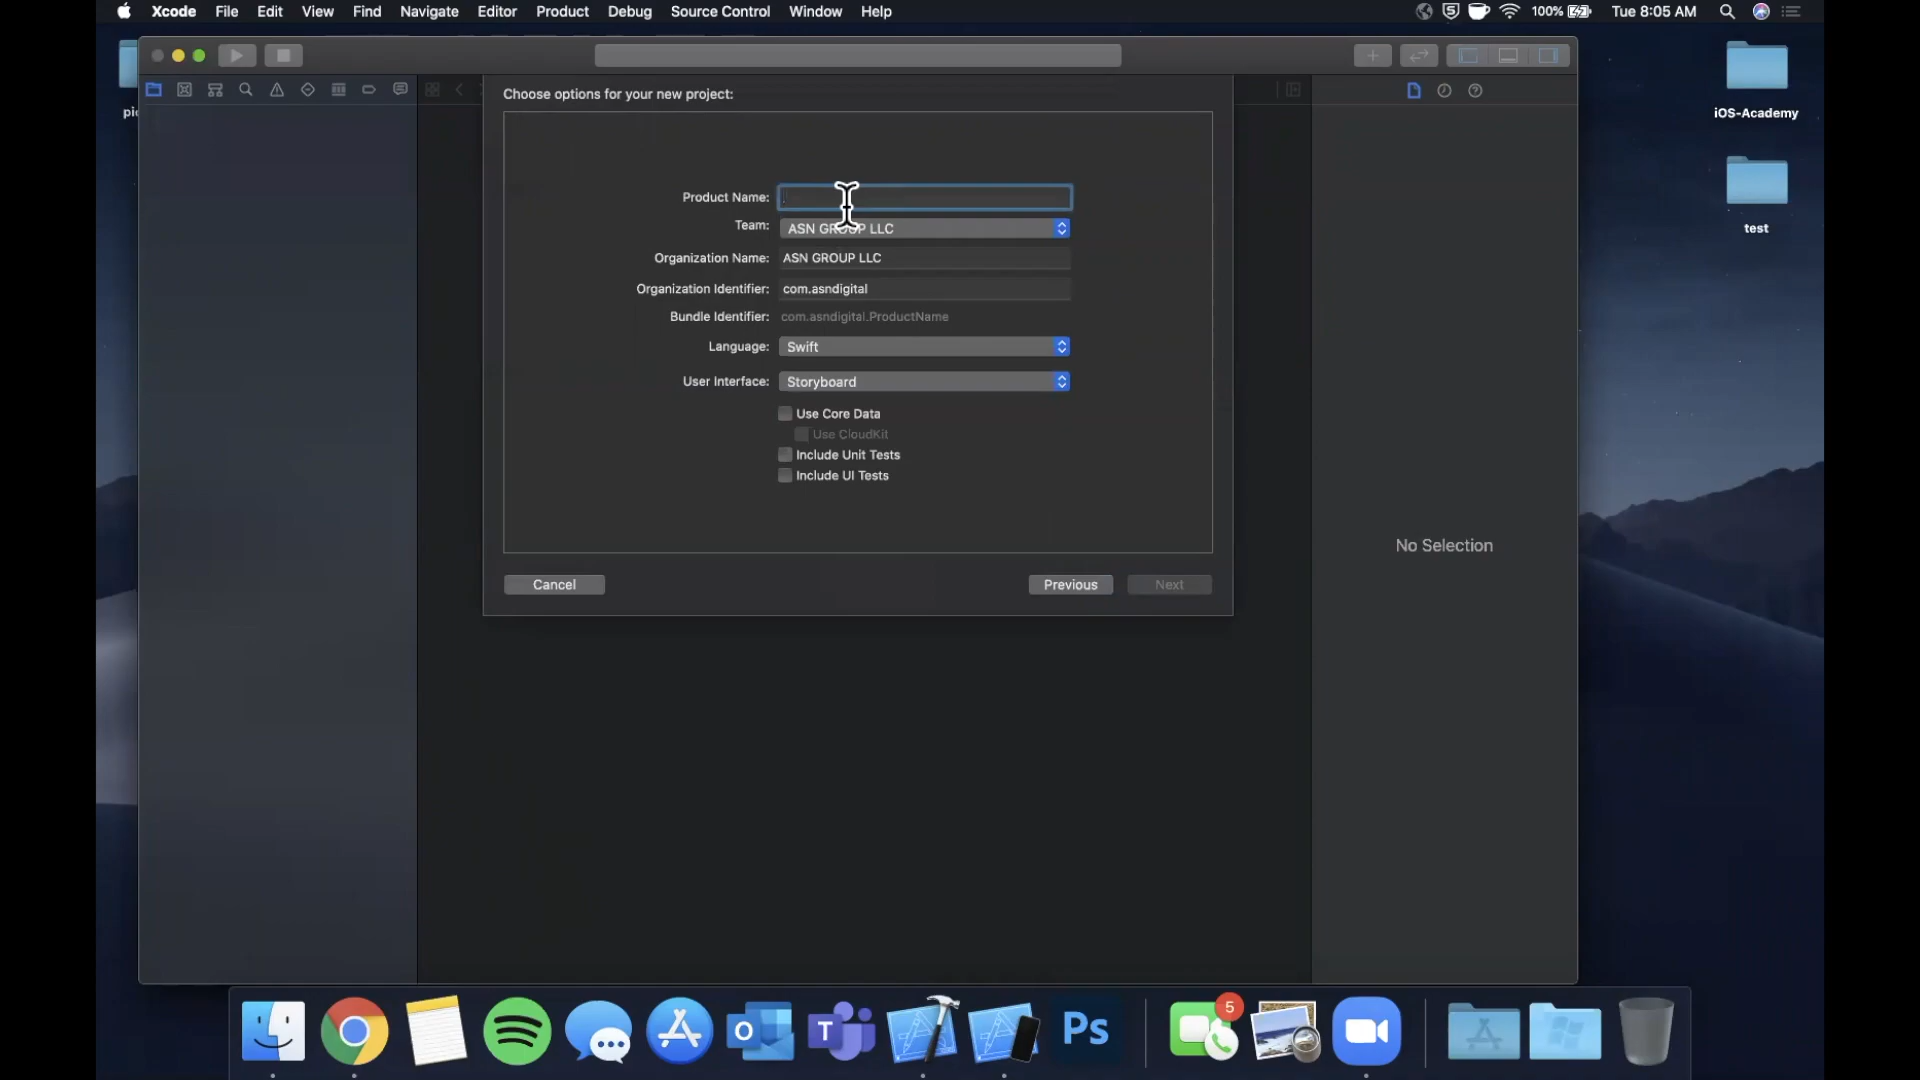 Xcode File Edit View Find Navigate Editor Product Debug Source Control Window Help 100% Tue 8:05 AM
Choose options for your new project:
iOS-Academy
Product Name:
Team: ASN GROUP LLC
test
Organization Name: ASN GROUP LLC
Organization Identifier: com.asndigital
Bundle Identifier: com.asndigital.ProductName
Language: Swift
User Interface: Storyboard
Use Core Data
Use CloudKit
Include Unit Tests
Include UI Tests
No Selection
Cancel Previous Next
5
Ps